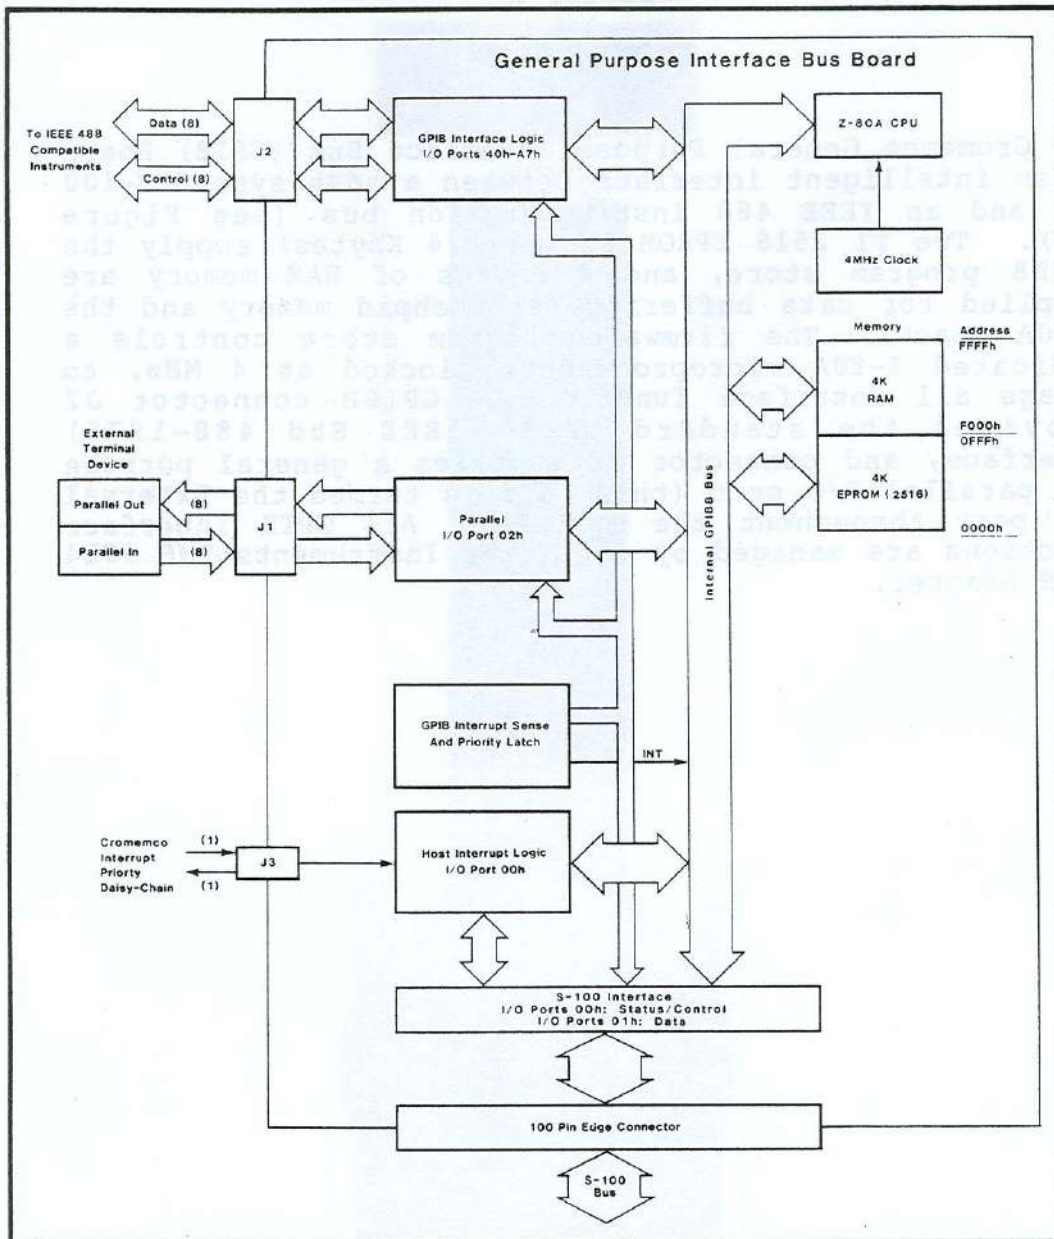 General Purpose Interface Bus Board
To IEEE 488
Compatible
Instruments
Data (8)
Control (8)
J2
GPIB Interface Logic
I/O Ports 40h-A7h
Z-80A CPU
4MHz Clock
Memory
Address
FFFFh
4K
RAM
F000h
0FFFh
4K
EPROM (2516)
0000h
Internal GPIBB Bus
External
Terminal
Device
Parallel Out
Parallel In
(8)
(8)
J1
Parallel
I/O Port 02h
GPIB Interrupt Sense
And Priority Latch
INT
Cromemco
Interrupt
Priorty
Daisy-Chain
(1)
(1)
J3
Host Interrupt Logic
I/O Port 00h
S-100 Interface
I/O Ports 00h: Status/Control
I/O Ports 01h: Data
100 Pin Edge Connector
S-100
Bus